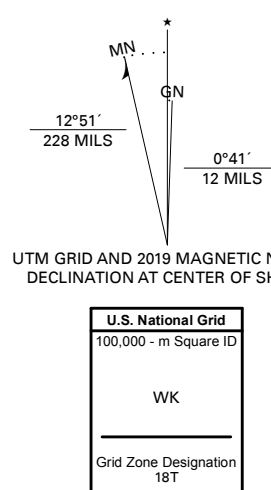 ★
MN
GN
12°51´
228 MILS
0°41´
12 MILS
UTM GRID AND 2019 MAGNETIC
DECLINATION AT CENTER OF
U.S. National Grid
100,000 - m Square ID
WK
Grid Zone Designation
18T